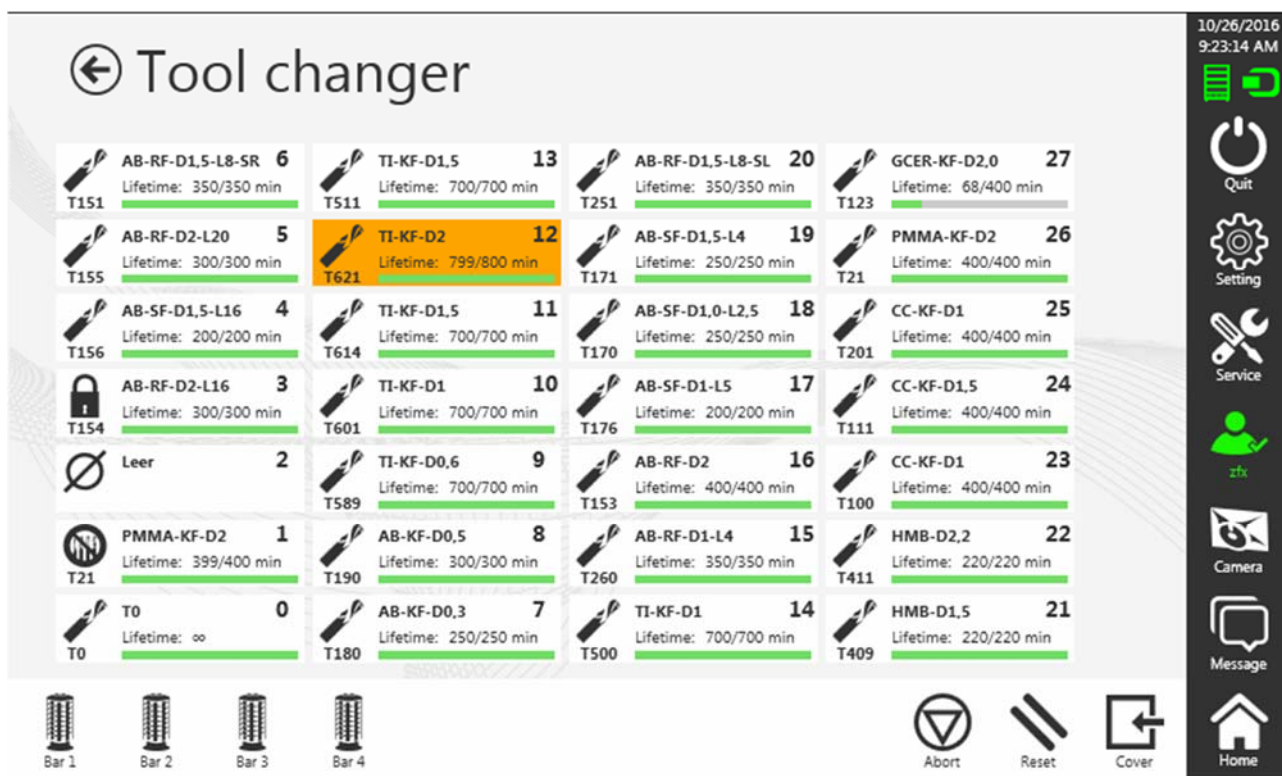 Tool changer
AB-RF-D1,5-L8-SR 6
Lifetime: 350/350 min
T151
AB-RF-D2-L20 5
Lifetime: 300/300 min
T155
AB-SF-D1,5-L16 4
Lifetime: 200/200 min
T156
AB-RF-D2-L16 3
Lifetime: 300/300 min
T154
Leer 2
PMMA-KF-D2 1
Lifetime: 399/400 min
T21
T0 0
Lifetime: ∞
T0
TI-KF-D1,5 13
Lifetime: 700/700 min
T511
TI-KF-D2 12
Lifetime: 799/800 min
T621
TI-KF-D1,5 11
Lifetime: 700/700 min
T614
TI-KF-D1 10
Lifetime: 700/700 min
T601
TI-KF-D0,6 9
Lifetime: 700/700 min
T589
AB-KF-D0,5 8
Lifetime: 300/300 min
T190
AB-KF-D0,3 7
Lifetime: 250/250 min
T180
AB-RF-D1,5-L8-SL 20
Lifetime: 350/350 min
T251
AB-SF-D1,5-L4 19
Lifetime: 250/250 min
T171
AB-SF-D1,0-L2,5 18
Lifetime: 250/250 min
T170
AB-SF-D1-L5 17
Lifetime: 200/200 min
T176
AB-RF-D2 16
Lifetime: 400/400 min
T153
AB-RF-D1-L4 15
Lifetime: 350/350 min
T260
TI-KF-D1 14
Lifetime: 700/700 min
T500
GCER-KF-D2,0 27
Lifetime: 68/400 min
T123
PMMA-KF-D2 26
Lifetime: 400/400 min
T21
CC-KF-D1 25
Lifetime: 400/400 min
T201
CC-KF-D1,5 24
Lifetime: 400/400 min
T111
CC-KF-D1 23
Lifetime: 400/400 min
T100
HMB-D2,2 22
Lifetime: 220/220 min
T411
HMB-D1,5 21
Lifetime: 220/220 min
T409
Bar 1
Bar 2
Bar 3
Bar 4
Abort
Reset
Cover
10/26/2016
9:23:14 AM
Quit
Setting
Service
zfx
Camera
Message
Home